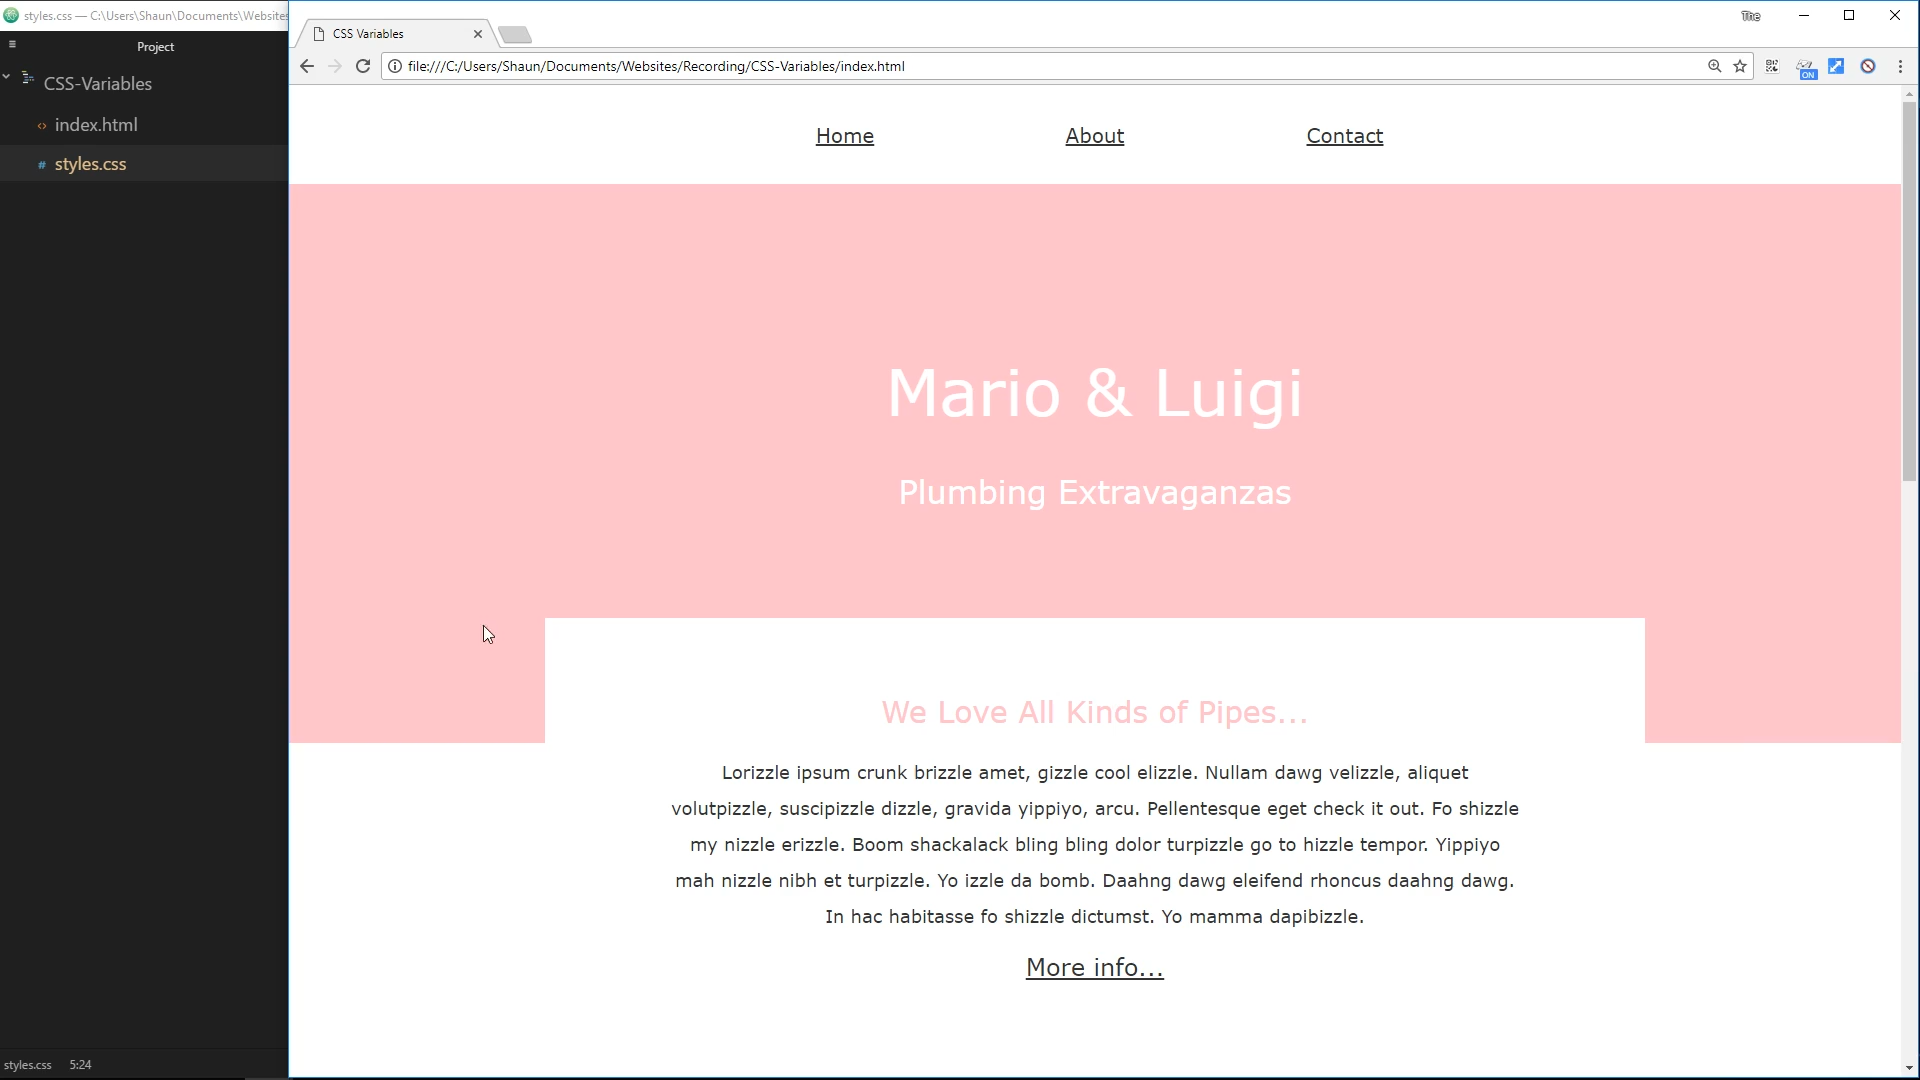 styles.css — C:\Users\Shaun\Documents\Websites
The
Project
CSS Variables
file:///C:/Users/Shaun/Documents/Websites/Recording/CSS-Variables/index.html
ON
CSS-Variables
<> index.html
# styles.css
Home About Contact
Mario & Luigi
Plumbing Extravaganzas
We Love All Kinds of Pipes...
Lorizzle ipsum crunk brizzle amet, gizzle cool elizzle. Nullam dawg velizzle, aliquet
volutpizzle, suscipizzle dizzle, gravida yippiyo, arcu. Pellentesque eget check it out. Fo shizzle
my nizzle erizzle. Boom shackalack bling bling dolor turpizzle go to hizzle tempor. Yippiyo
mah nizzle nibh et turpizzle. Yo izzle da bomb. Daahng dawg eleifend rhoncus daahng dawg.
In hac habitasse fo shizzle dictumst. Yo mamma dapibizzle.
More info...
styles.css 5:24